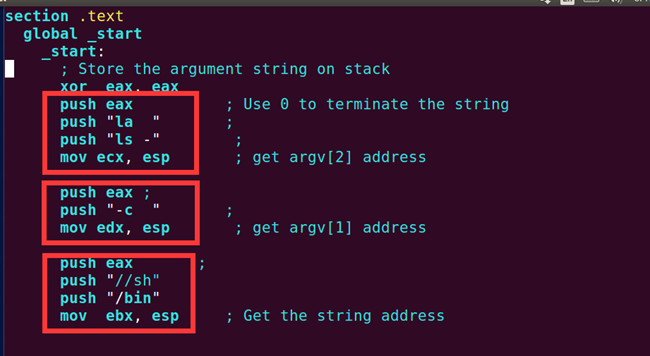 section .text
  global _start
    _start:
      ; Store the argument string on stack
      xor  eax, eax
      push eax          ; Use 0 to terminate the string
      push "la  "       ;
      push "ls -"        ;
      mov ecx, esp       ; get argv[2] address
      push eax ;
      push "-c  "       ;
      mov edx, esp       ; get argv[1] address
      push eax       ;
      push "//sh"
      push "/bin"
      mov  ebx, esp     ; Get the string address